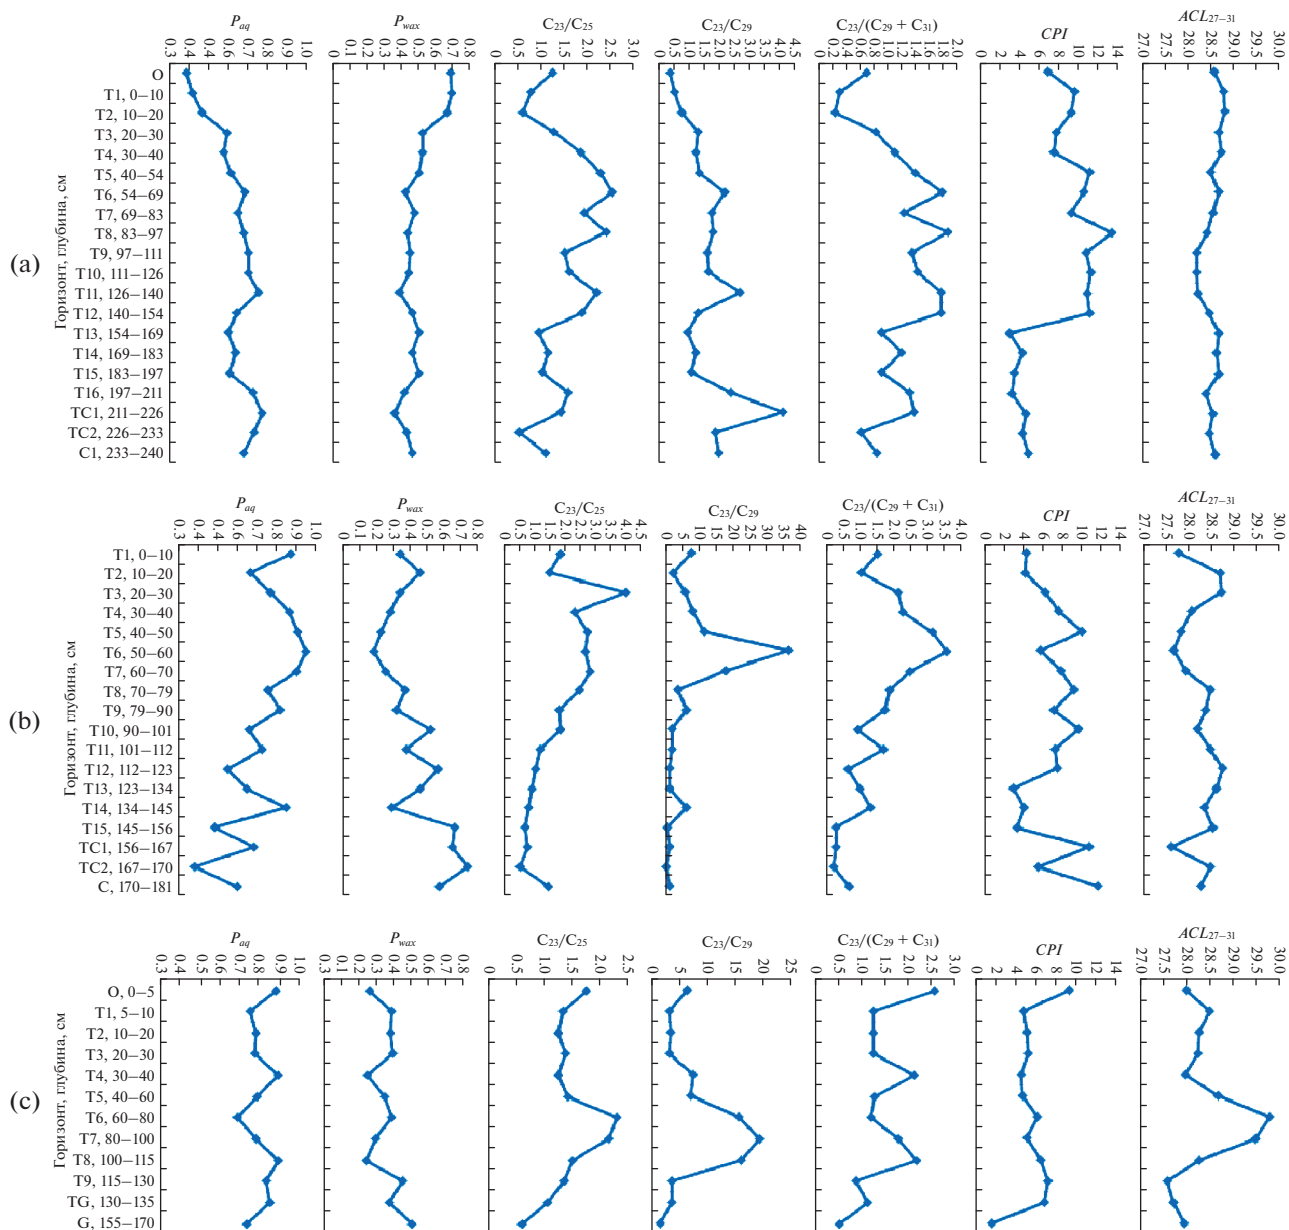 P_aq P_wax C₂₃/C₂₅ C₂₃/C₂₉ C₂₃/(C₂₉ + C₃₁) CPI ACL₂₇₋₃₁
0.3 0.4 0.5 0.6 0.7 0.8 0.9 1.0
0 0.1 0.2 0.3 0.4 0.5 0.6 0.7 0.8
0 0.5 1.0 1.5 2.0 2.5 3.0
0 0.5 1.0 1.5 2.0 2.5 3.0 3.5 4.0 4.5
0 0.2 0.4 0.6 0.8 1.0 1.2 1.4 1.6 1.8 2.0
0 2 4 6 8 10 12 14
27.0 27.5 28.0 28.5 29.0 29.5 30.0
(a)
Горизонт, глубина, см
O
T1, 0–10
T2, 10–20
T3, 20–30
T4, 30–40
T5, 40–54
T6, 54–69
T7, 69–83
T8, 83–97
T9, 97–111
T10, 111–126
T11, 126–140
T12, 140–154
T13, 154–169
T14, 169–183
T15, 183–197
T16, 197–211
TC1, 211–226
TC2, 226–233
C1, 233–240
P_aq P_wax C₂₃/C₂₅ C₂₃/C₂₉ C₂₃/(C₂₉ + C₃₁) CPI ACL₂₇₋₃₁
0.3 0.4 0.5 0.6 0.7 0.8 0.9 1.0
0 0.1 0.2 0.3 0.4 0.5 0.6 0.7 0.8
0 0.5 1.0 1.5 2.0 2.5 3.0 3.5 4.0 4.5
0 5 10 15 20 25 30 35 40
0 0.5 1.0 1.5 2.0 2.5 3.0 3.5 4.0
0 2 4 6 8 10 12 14
27.0 27.5 28.0 28.5 29.0 29.5 30.0
(b)
Горизонт, глубина, см
T1, 0–10
T2, 10–20
T3, 20–30
T4, 30–40
T5, 40–50
T6, 50–60
T7, 60–70
T8, 70–79
T9, 79–90
T10, 90–101
T11, 101–112
T12, 112–123
T13, 123–134
T14, 134–145
T15, 145–156
TC1, 156–167
TC2, 167–170
C, 170–181
P_aq P_wax C₂₃/C₂₅ C₂₃/C₂₉ C₂₃/(C₂₉ + C₃₁) CPI ACL₂₇₋₃₁
0.3 0.4 0.5 0.6 0.7 0.8 0.9 1.0
0 0.5 1.0 1.5 2.0 2.5
0 5 10 15 20 25
0 0.5 1.0 1.5 2.0 2.5 3.0
0 2 4 6 8 10 12 14
27.0 27.5 28.0 28.5 29.0 29.5 30.0
(c)
Горизонт, глубина, см
O, 0–5
T1, 5–10
T2, 10–20
T3, 20–30
T4, 30–40
T5, 40–60
T6, 60–80
T7, 80–100
T8, 100–115
T9, 115–130
TG, 130–135
G, 155–170